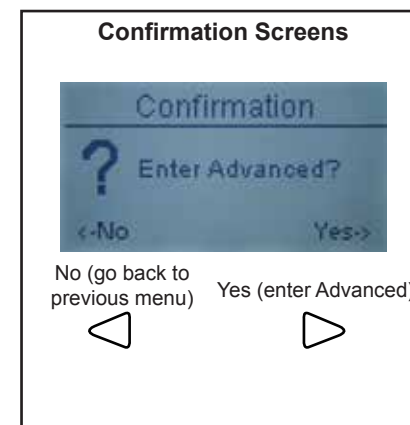 Confirmation Screens
Confirmation
? Enter Advanced?
<-No Yes->
No (go back to
previous menu) Yes (enter Advanced)